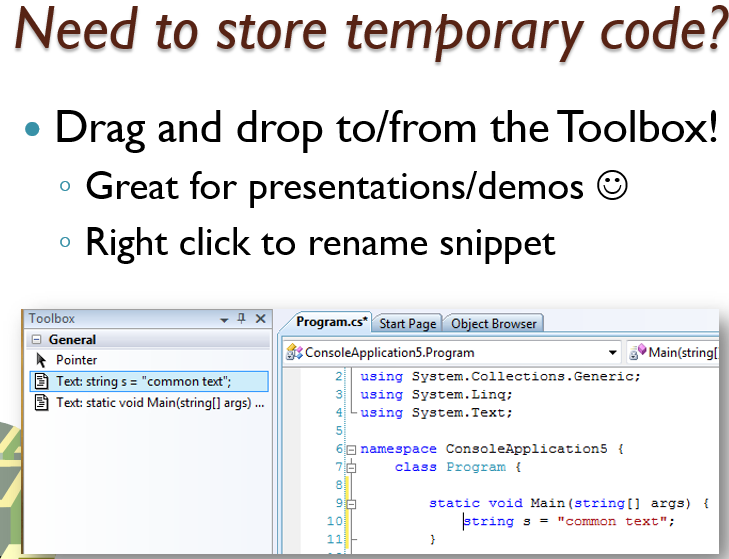 Need to store temporary code?
• Drag and drop to/from the Toolbox!
◦ Great for presentations/demos ☺
◦ Right click to rename snippet
Toolbox
General
Pointer
Text: string s = "common text";
Text: static void Main(string[] args) ...
Program.cs* Start Page Object Browser
ConsoleApplication5.Program Main(string[
2 using System.Collections.Generic;
3 using System.Linq;
4 using System.Text;
5
6 namespace ConsoleApplication5 {
7 class Program {
8
9 static void Main(string[] args) {
10 string s = "common text";
11 }